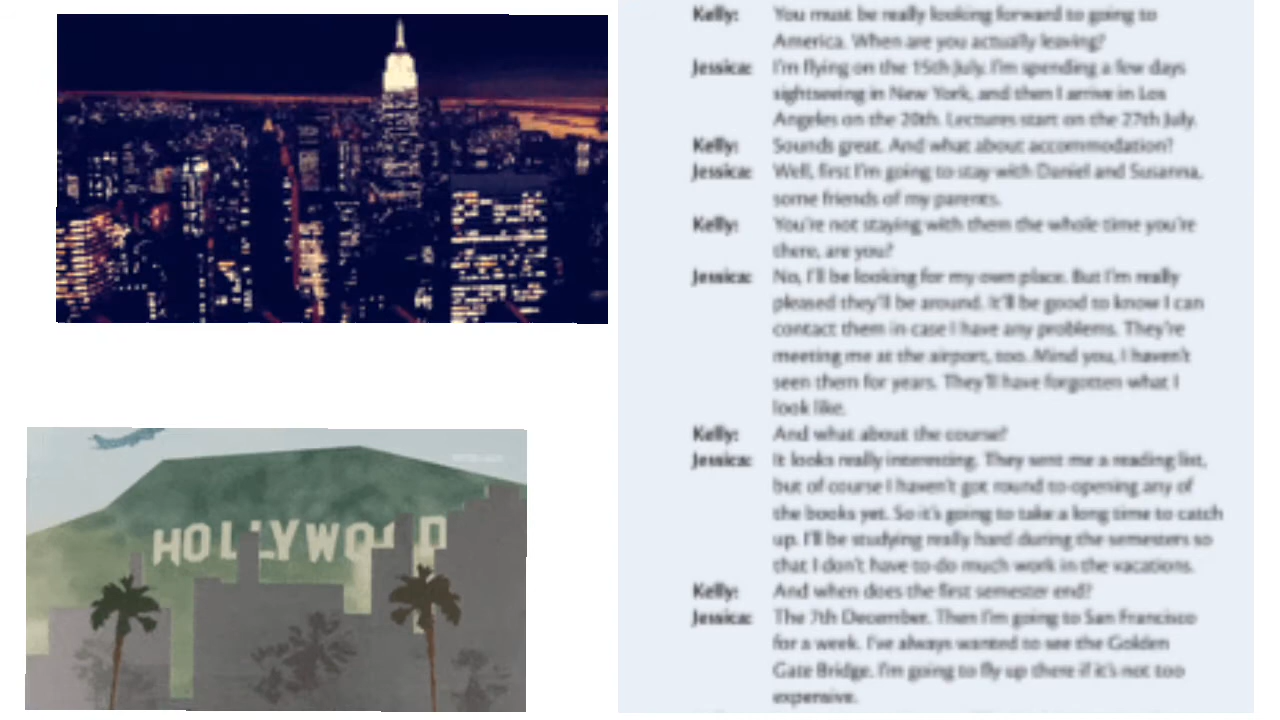 HOLLYWOOD
Kelly: You must be really looking forward to going to
America. When are you actually leaving?
Jessica: I'm flying on the 15th July. I'm spending a few days
sightseeing in New York, and then I arrive in Los
Angeles on the 20th. Lectures start on the 27th July.
Kelly: Sounds great. And what about accommodation?
Jessica: Well, first I'm going to stay with Daniel and Susanna,
some friends of my parents.
Kelly: You're not staying with them the whole time you're
there, are you?
Jessica: No, I'll be looking for my own place. But I'm really
pleased they'll be around. It'll be good to know I can
contact them in case I have any problems. They're
meeting me at the airport, too. Mind you, I haven't
seen them for years. They'll have forgotten what I
look like.
Kelly: And what about the course?
Jessica: It looks really interesting. They sent me a reading list,
but of course I haven't got round to opening any of
the books yet. So it's going to take a long time to catch
up. I'll be studying really hard during the semesters so
that I don't have to do much work in the vacations.
Kelly: And when does the first semester end?
Jessica: The 7th December. Then I'm going to San Francisco
for a week. I've always wanted to see the Golden
Gate Bridge. I'm going to fly up there if it's not too
expensive.